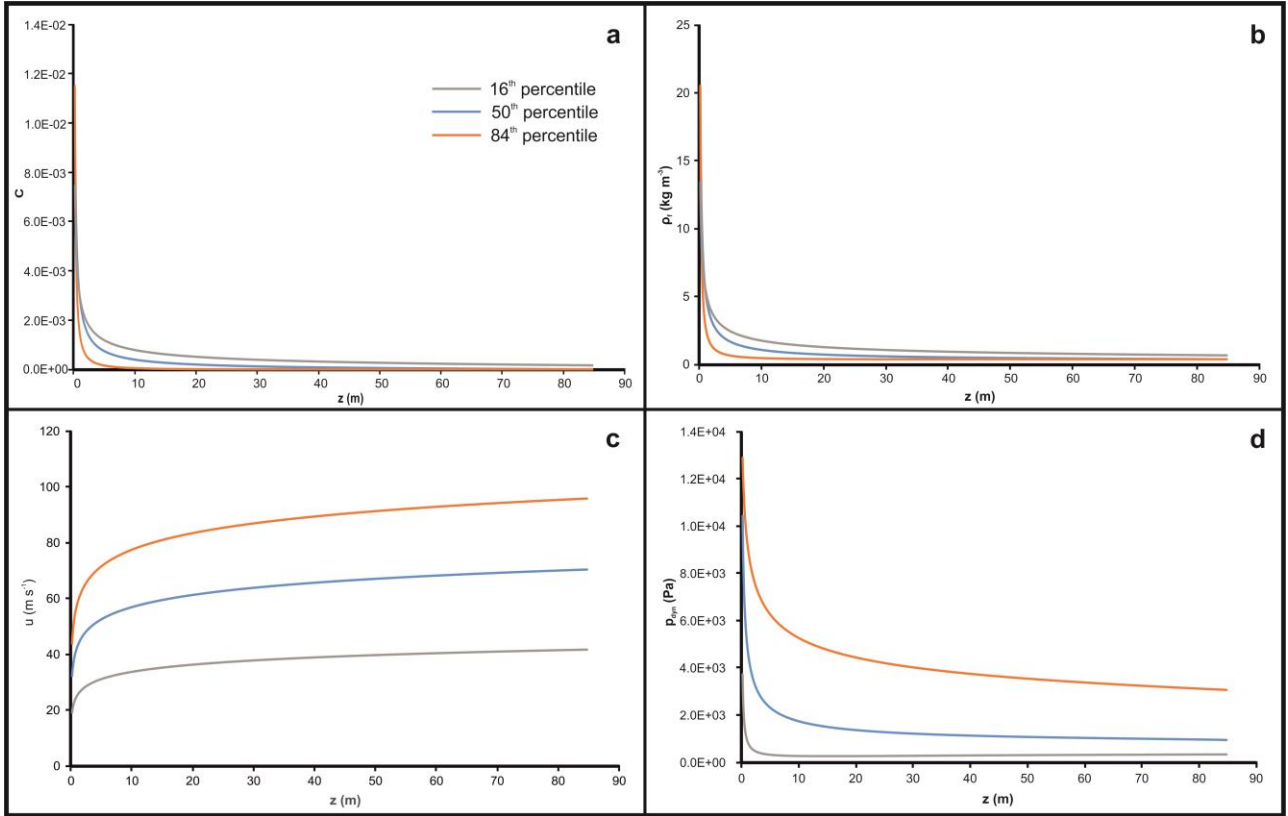 a
1.4E-02
1.2E-02
1.0E-02
8.0E-03
6.0E-03
4.0E-03
2.0E-03
0.0E+00
C
0 10 20 30 40 50 60 70 80 90
z (m)
16th percentile
50th percentile
84th percentile
b
25
20
15
10
5
0
ρf (kg m-3)
0 10 20 30 40 50 60 70 80 90
z (m)
c
120
100
80
60
40
20
0
u (m s-1)
0 10 20 30 40 50 60 70 80 90
z (m)
d
1.4E+04
1.2E+04
1.0E+04
8.0E+03
6.0E+03
4.0E+03
2.0E+03
0.0E+00
pdyn (Pa)
0 10 20 30 40 50 60 70 80 90
z (m)